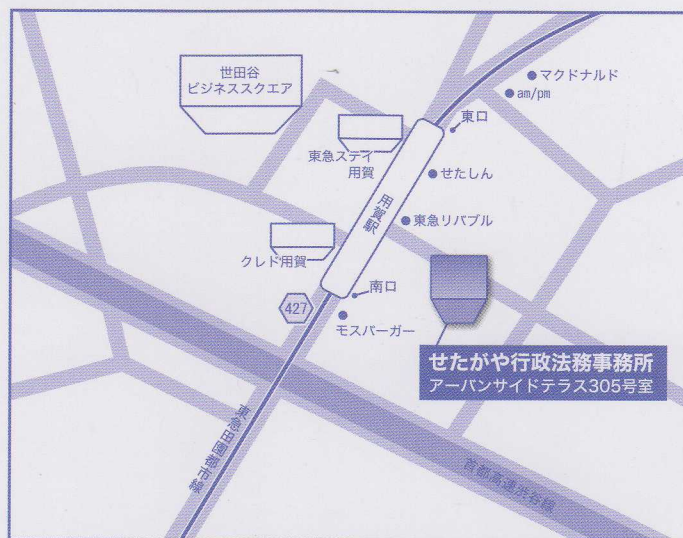 世田谷
ビジネススクエア
マクドナルド
am/pm
東口
東急ステイ
用賀
せたしん
用賀駅
東急リバブル
クレド用賀
南口
427
モスバーガー
せたがや行政法務事務所
アーバンサイドテラス305号室
東急田園都市線
首都高速渋谷線